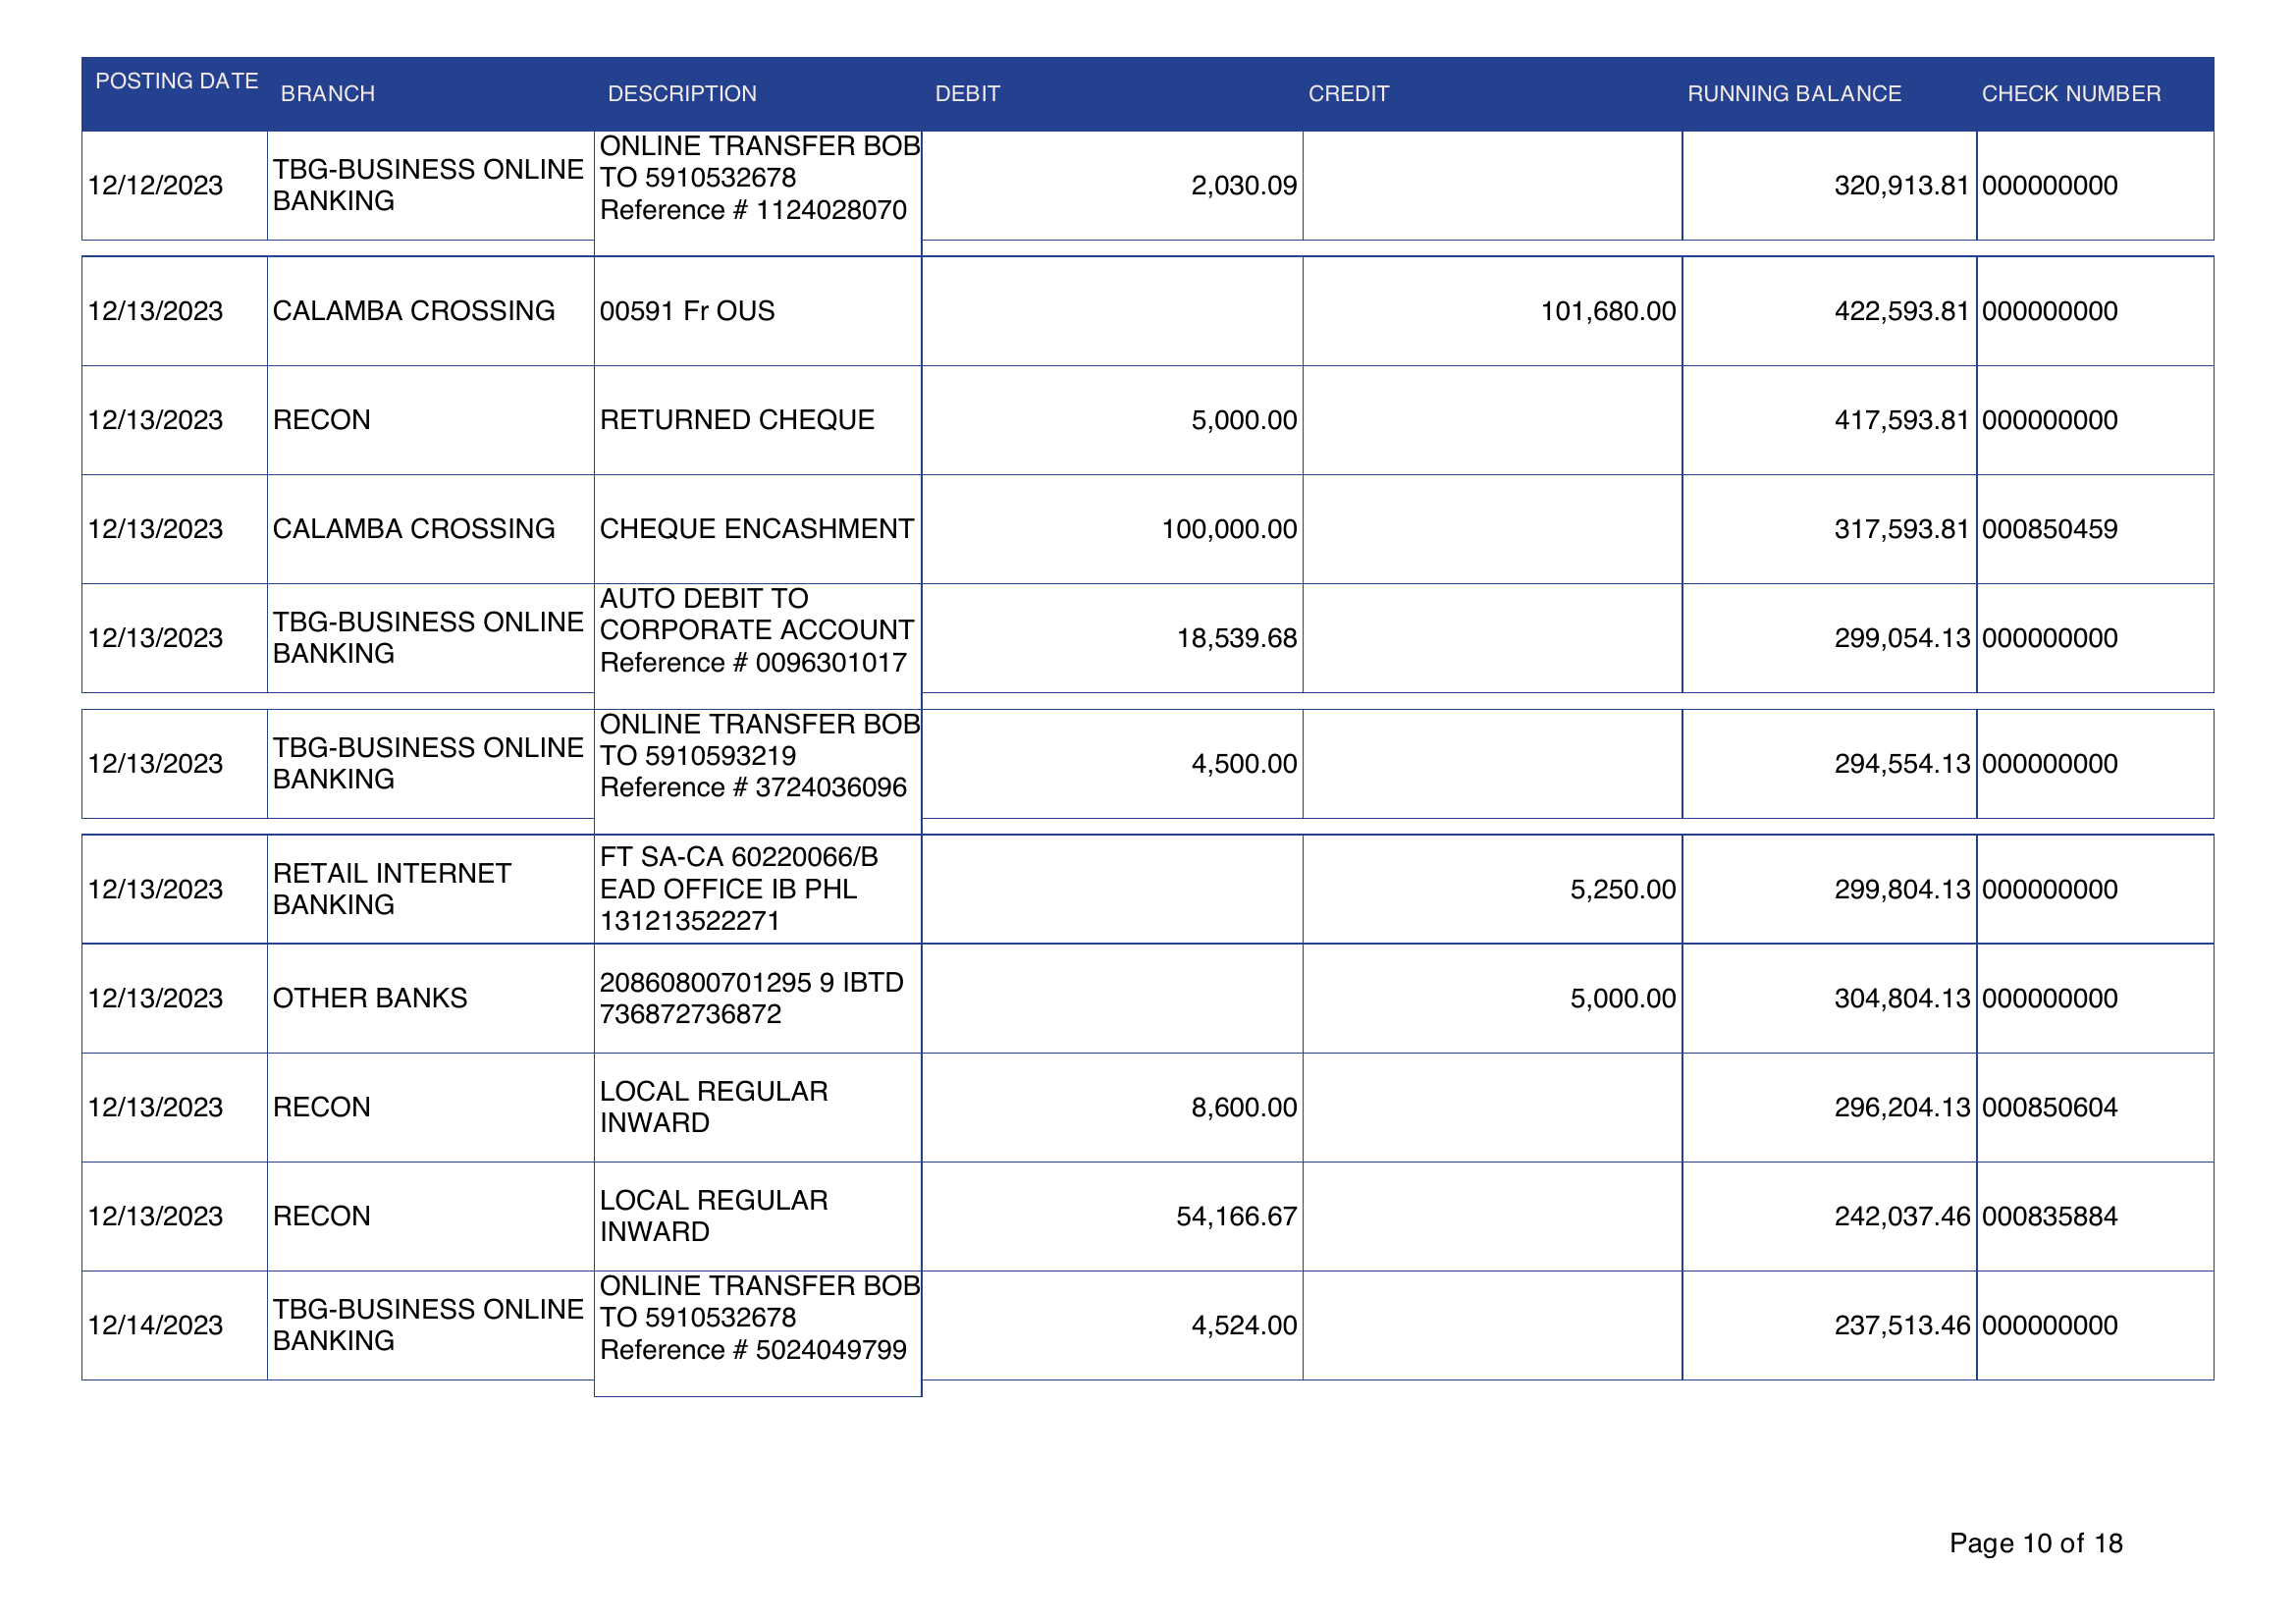 POSTING DATE BRANCH DESCRIPTION DEBIT CREDIT RUNNING BALANCE CHECK NUMBER
12/12/2023 TBG-BUSINESS ONLINE BANKING ONLINE TRANSFER BOB TO 5910532678 Reference # 1124028070 2,030.09 320,913.81 000000000
12/13/2023 CALAMBA CROSSING 00591 Fr OUS 101,680.00 422,593.81 000000000
12/13/2023 RECON RETURNED CHEQUE 5,000.00 417,593.81 000000000
12/13/2023 CALAMBA CROSSING CHEQUE ENCASHMENT 100,000.00 317,593.81 000850459
12/13/2023 TBG-BUSINESS ONLINE BANKING AUTO DEBIT TO CORPORATE ACCOUNT Reference # 0096301017 18,539.68 299,054.13 000000000
12/13/2023 TBG-BUSINESS ONLINE BANKING ONLINE TRANSFER BOB TO 5910593219 Reference # 3724036096 4,500.00 294,554.13 000000000
12/13/2023 RETAIL INTERNET BANKING FT SA-CA 60220066/B EAD OFFICE IB PHL 131213522271 5,250.00 299,804.13 000000000
12/13/2023 OTHER BANKS 20860800701295 9 IBTD 736872736872 5,000.00 304,804.13 000000000
12/13/2023 RECON LOCAL REGULAR INWARD 8,600.00 296,204.13 000850604
12/13/2023 RECON LOCAL REGULAR INWARD 54,166.67 242,037.46 000835884
12/14/2023 TBG-BUSINESS ONLINE BANKING ONLINE TRANSFER BOB TO 5910532678 Reference # 5024049799 4,524.00 237,513.46 000000000
Page 10 of 18